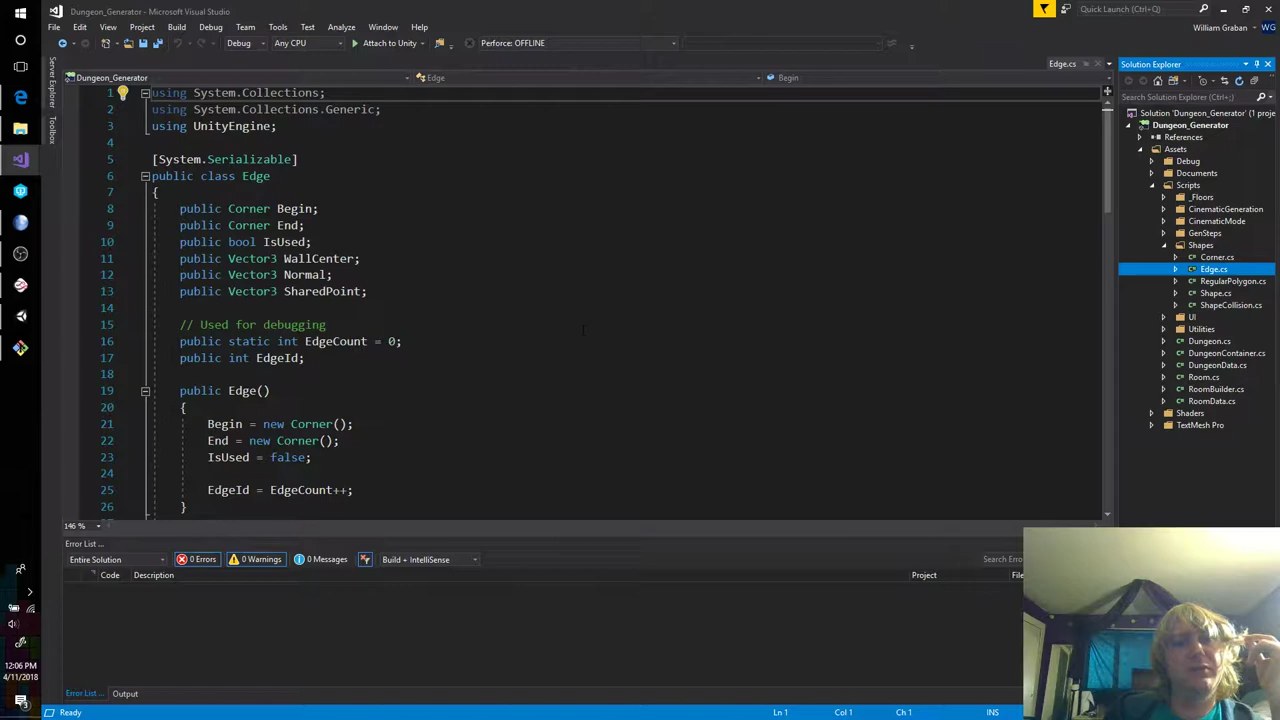 Dungeon_Generator - Microsoft Visual Studio
Quick Launch (Ctrl+Q)
File Edit View Project Build Debug Team Tools Test Analyze Window Help
William Graban WG
Debug Any CPU Attach to Unity Perforce: OFFLINE
Server Explorer
Toolbox
Edge.cs
Dungeon_Generator Edge Begin
1 using System.Collections;
2 using System.Collections.Generic;
3 using UnityEngine;
4
5 [System.Serializable]
6 public class Edge
7 {
8 public Corner Begin;
9 public Corner End;
10 public bool IsUsed;
11 public Vector3 WallCenter;
12 public Vector3 Normal;
13 public Vector3 SharedPoint;
14
15 // Used for debugging
16 public static int EdgeCount = 0;
17 public int EdgeId;
18
19 public Edge()
20 {
21 Begin = new Corner();
22 End = new Corner();
23 IsUsed = false;
24
25 EdgeId = EdgeCount++;
26 }
146 %
Solution Explorer
Search Solution Explorer (Ctrl+;)
Solution 'Dungeon_Generator' (1 proje
Dungeon_Generator
References
Assets
Debug
Documents
Scripts
_Floors
CinematicGeneration
CinematicMode
GenSteps
Shapes
Corner.cs
Edge.cs
RegularPolygon.cs
Shape.cs
ShapeCollision.cs
UI
Utilities
Dungeon.cs
DungeonContainer.cs
DungeonData.cs
Room.cs
RoomBuilder.cs
RoomData.cs
Shaders
TextMesh Pro
Error List ...
Entire Solution 0 Errors 0 Warnings 0 Messages Build + IntelliSense Search Error
Code Description Project File
Error List ... Output
Ready Ln 1 Col 1 Ch 1 INS
12:06 PM
4/11/2018
3